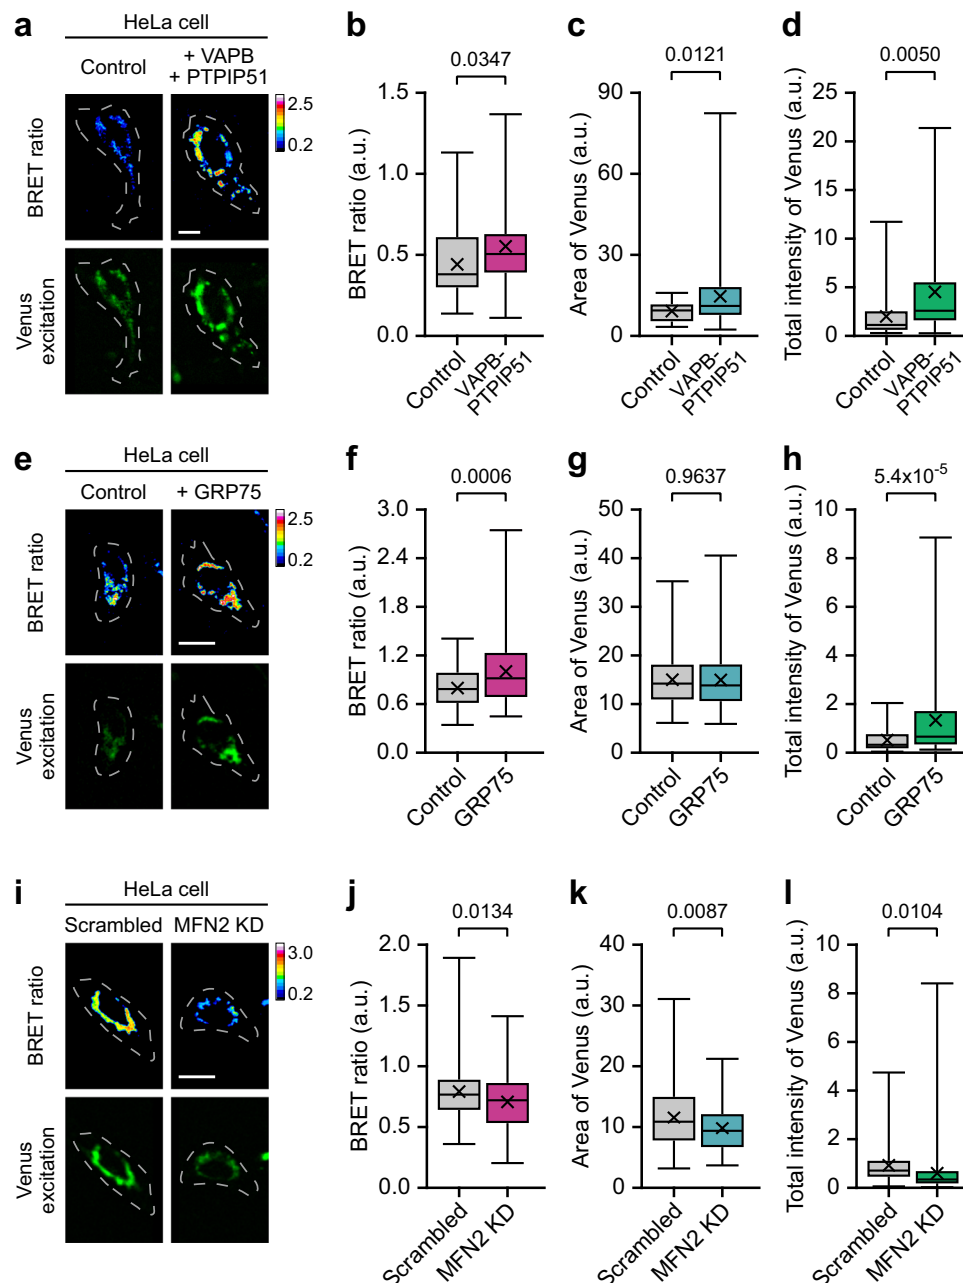 a
HeLa cell
Control
+ VAPB
+ PTPIP51
BRET ratio
Venus
excitation
2.5
0.2
b
0.0347
BRET ratio (a.u.)
1.5
1.0
0.5
0.0
Control
VAPB-
PTPIP51
c
0.0121
Area of Venus (a.u.)
90
60
30
0
Control
VAPB-
PTPIP51
d
0.0050
Total intensity of Venus (a.u.)
25
20
15
10
5
0
Control
VAPB-
PTPIP51
e
HeLa cell
Control
+ GRP75
BRET ratio
Venus
excitation
2.5
0.2
f
0.0006
BRET ratio (a.u.)
3.0
2.4
1.8
1.2
0.6
0.0
Control
GRP75
g
0.9637
Area of Venus (a.u.)
50
40
30
20
10
0
Control
GRP75
h
5.4x10⁻⁵
Total intensity of Venus (a.u.)
10
8
6
4
2
0
Control
GRP75
i
HeLa cell
Scrambled
MFN2 KD
BRET ratio
Venus
excitation
3.0
0.2
j
0.0134
BRET ratio (a.u.)
2.0
1.5
1.0
0.5
0.0
Scrambled
MFN2 KD
k
0.0087
Area of Venus (a.u.)
40
30
20
10
0
Scrambled
MFN2 KD
l
0.0104
Total intensity of Venus (a.u.)
10
8
6
4
2
0
Scrambled
MFN2 KD